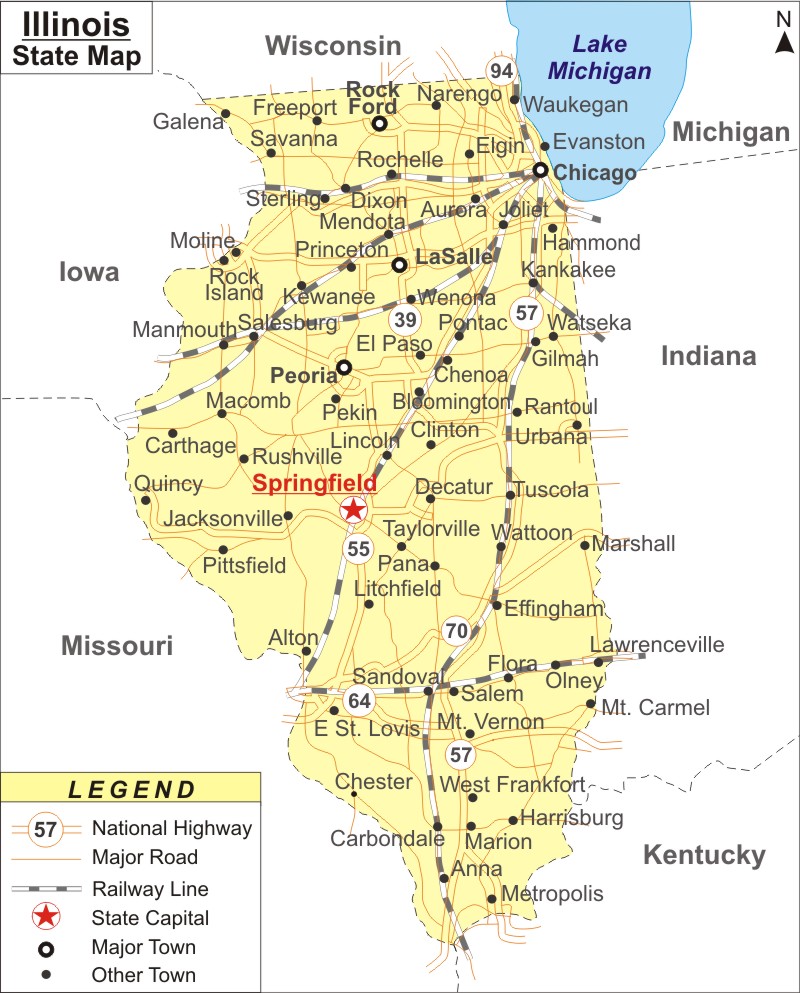 Illinois
State Map
N
Wisconsin
Lake
Michigan
94
Rock
Ford
Narengo
Waukegan
Freeport
Galena
Michigan
Savanna
Elgin
Evanston
Rochelle
Chicago
Sterling
Dixon
Aurora
Joliet
Mendota
Moline
Princeton
LaSalle
Hammond
Iowa
Rock
Island
Kankakee
Kewanee
Wenona
39
57
Manmouth
Salesburg
Pontac
Watseka
El Paso
Gilmah
Indiana
Peoria
Chenoa
Macomb
Pekin
Bloomington
Rantoul
Carthage
Lincoln
Clinton
Urbana
Rushville
Quincy
Springfield
Decatur
Tuscola
Jacksonville
Taylorville
Wattoon
Marshall
55
Pittsfield
Pana
Litchfield
Effingham
Missouri
Alton
70
Lawrenceville
Sandoval
Flora
Olney
64
Salem
Mt. Carmel
E St. Lovis
Mt. Vernon
57
LEGEND
Chester
West Frankfort
57 National Highway
Harrisburg
Carbondale
Marion
Major Road
Kentucky
Railway Line
Anna
State Capital
Metropolis
Major Town
Other Town